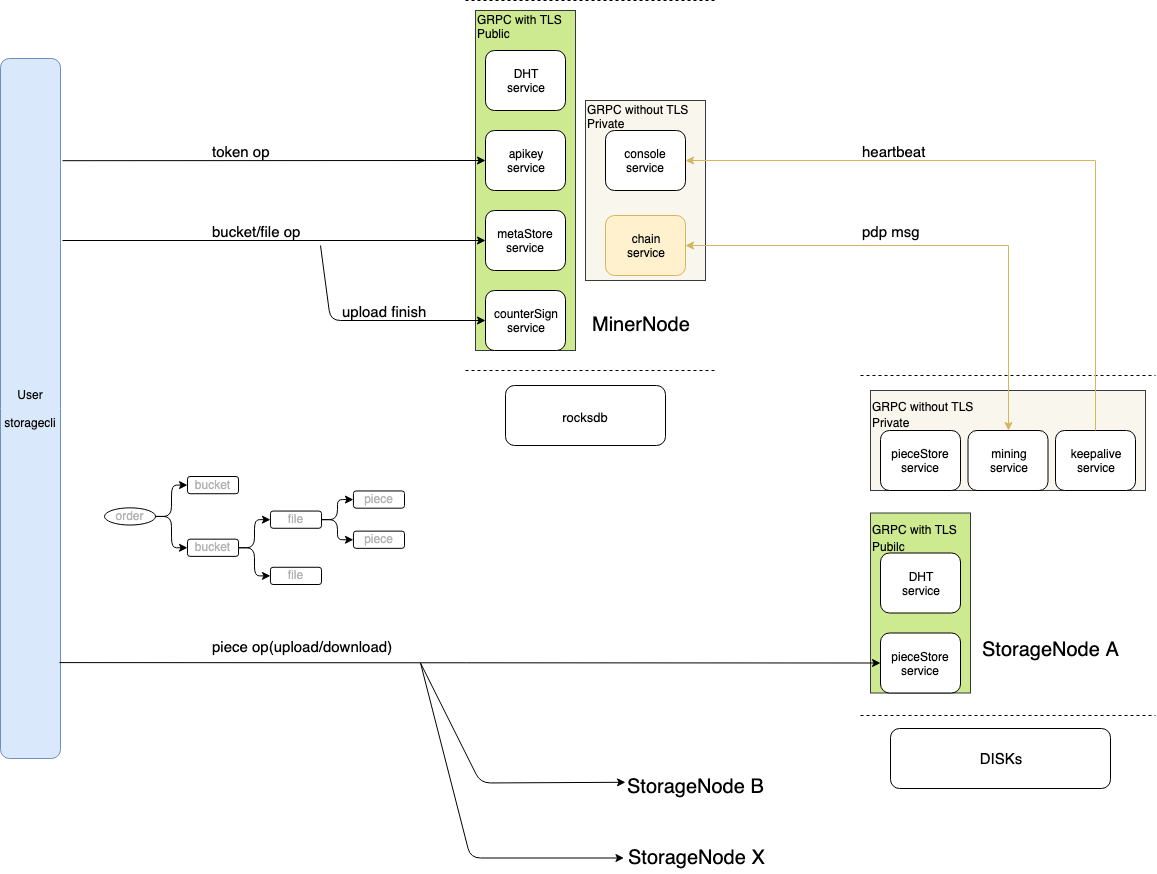 GRPC with TLS
Public
DHT
service
GRPC without TLS
Private
token op
apikey
service
console
service
heartbeat
bucket/file op
metaStore
service
chain
service
pdp msg
upload finish
counterSign
service
MinerNode
User
storagecli
rocksdb
GRPC without TLS
Private
pieceStore
service
mining
service
keepalive
service
order
bucket
bucket
file
file
piece
piece
GRPC with TLS
Pubilc
DHT
service
piece op(upload/download)
pieceStore
service
StorageNode A
DISKs
StorageNode B
StorageNode X